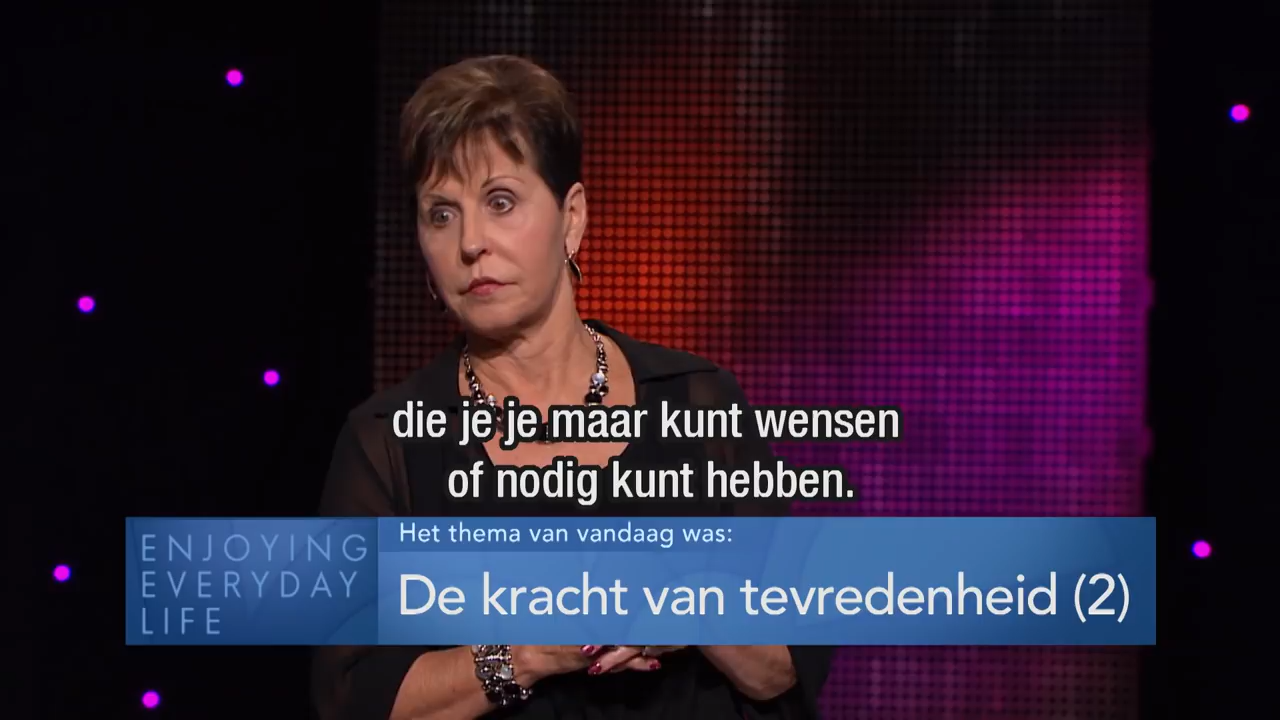 die je je maar kunt wensen
of nodig kunt hebben.
ENJOYING
EVERYDAY
LIFE
Het thema van vandaag was:
De kracht van tevredenheid (2)